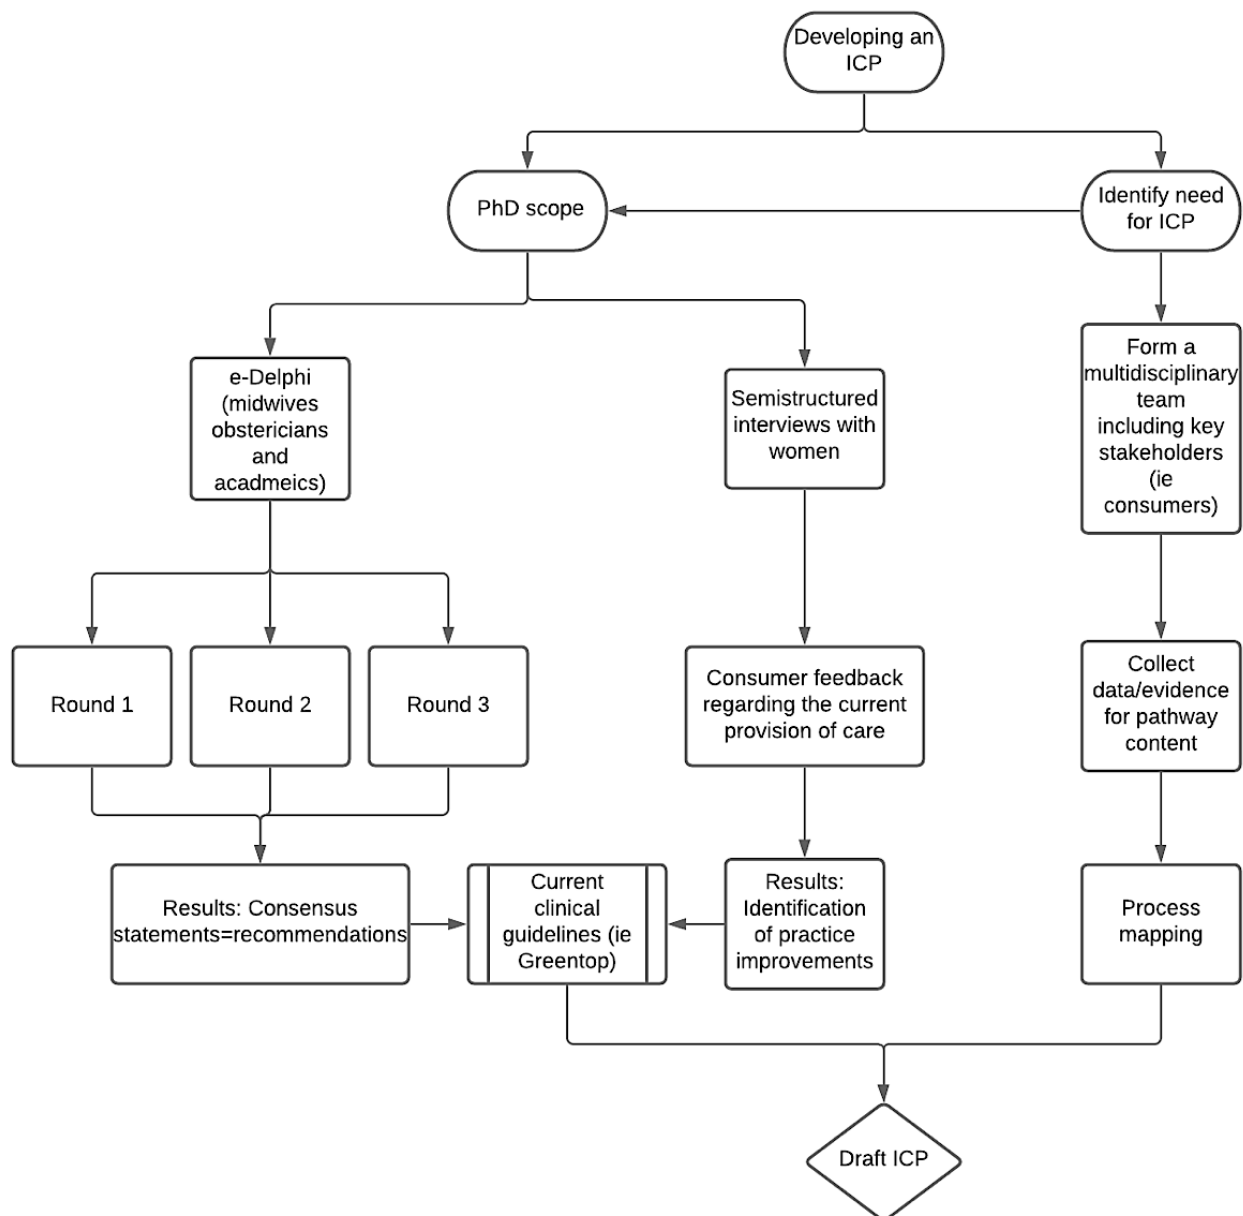 Developing an
ICP
PhD scope
Identify need
for ICP
e-Delphi
(midwives
obstericians
and
acadmeics)
Semistructured
interviews with
women
Form a
multidisciplinary
team
including key
stakeholders
(ie
consumers)
Round 1
Round 2
Round 3
Consumer feedback
regarding the current
provision of care
Collect
data/evidence
for pathway
content
Results: Consensus
statements=recommendations
Current
clinical
guidelines (ie
Greentop)
Results:
Identification
of practice
improvements
Process
mapping
Draft ICP